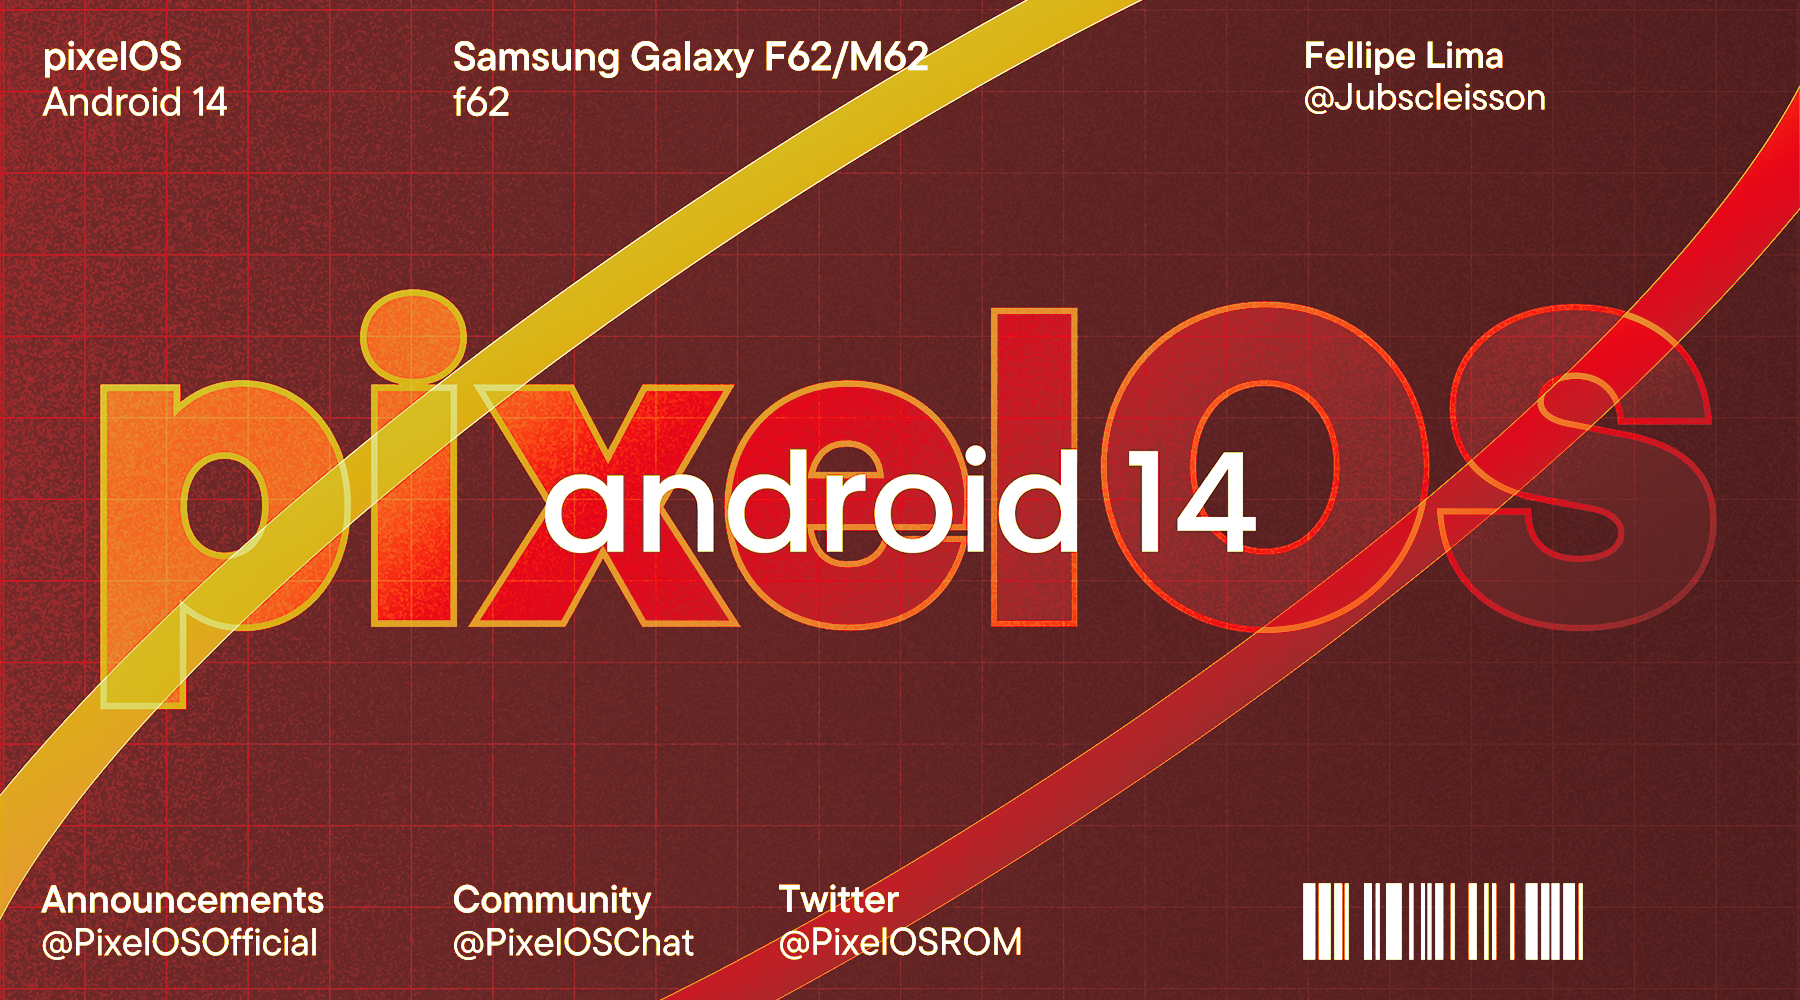 pixelOS
Android 14
Samsung Galaxy F62/M62
f62
Fellipe Lima
@Jubscleisson
pixelOS
android 14
Announcements
@PixelOSOfficial
Community
@PixelOSChat
Twitter
@PixelOSROM